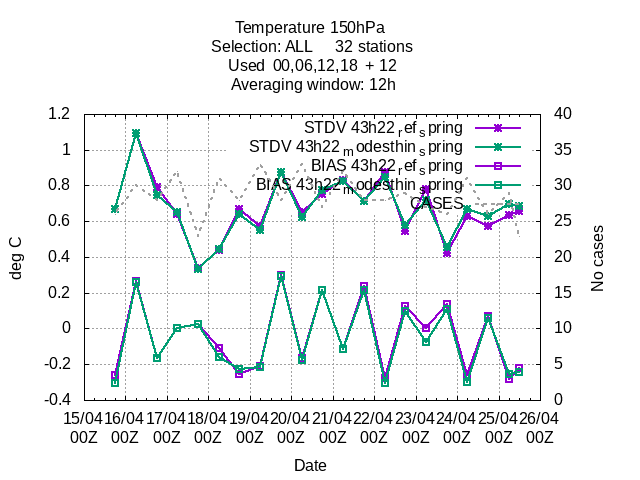 Temperature 150hPa
Selection: ALL 32 stations
Used 00,06,12,18 + 12
Averaging window: 12h
1.2
1
0.8
0.6
0.4
0.2
0
-0.2
-0.4
deg C
40
35
30
25
20
15
10
5
0
No cases
STDV 43h22refspring
STDV 43h22modesthinspring
BIAS 43h22refspring
BIAS 43h22modesthinspring
CASES
15/04 16/04 17/04 18/04 19/04 20/04 21/04 22/04 23/04 24/04 25/04 26/04
00Z 00Z 00Z 00Z 00Z 00Z 00Z 00Z 00Z 00Z 00Z 00Z
Date